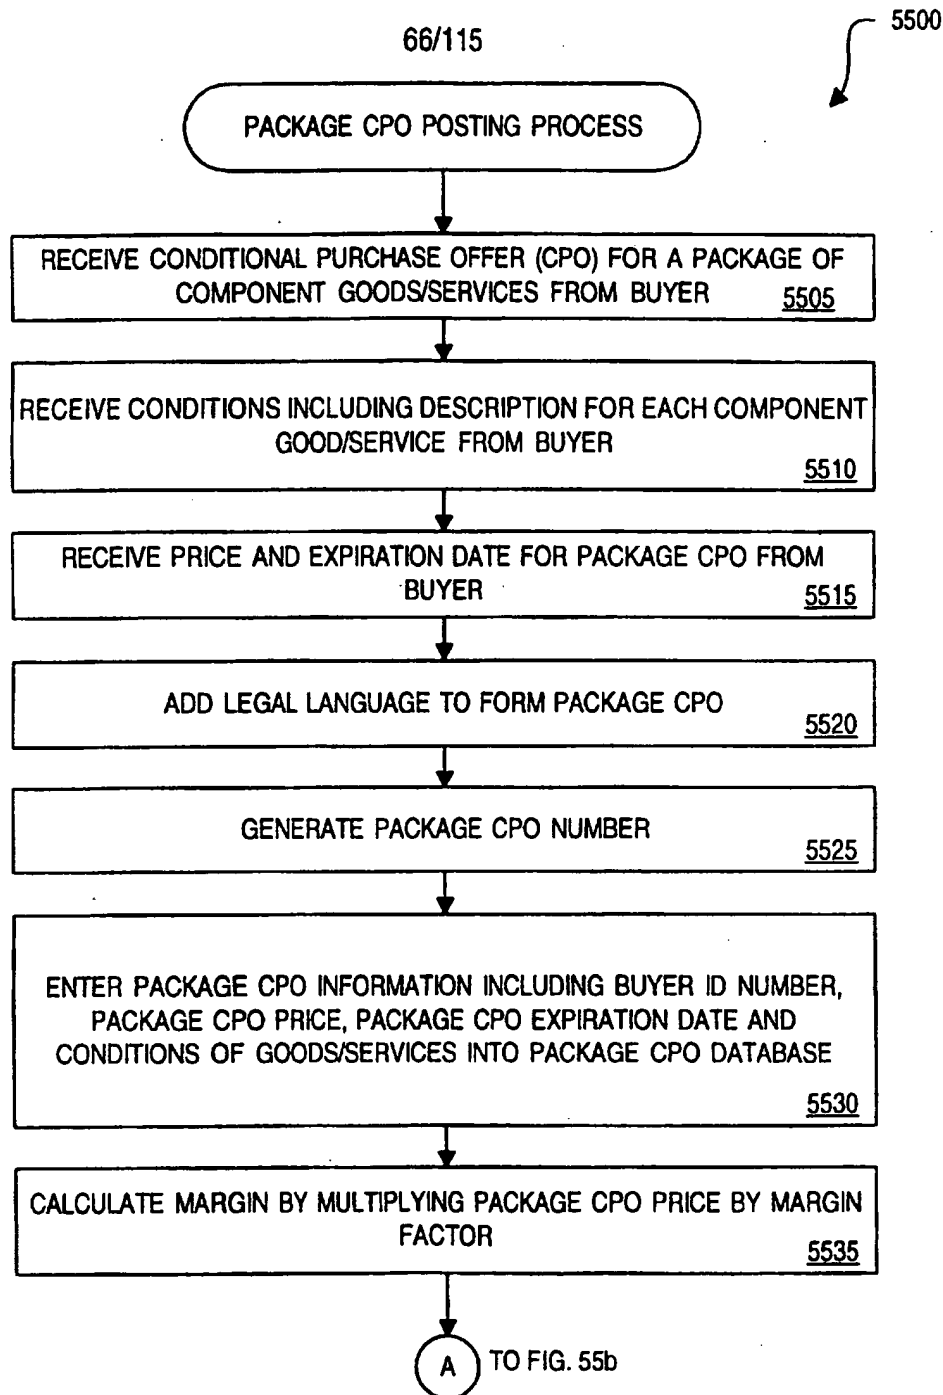 5500
66/115
PACKAGE CPO POSTING PROCESS
RECEIVE CONDITIONAL PURCHASE OFFER (CPO) FOR A PACKAGE OF
COMPONENT GOODS/SERVICES FROM BUYER 5505
RECEIVE CONDITIONS INCLUDING DESCRIPTION FOR EACH COMPONENT
GOOD/SERVICE FROM BUYER
5510
RECEIVE PRICE AND EXPIRATION DATE FOR PACKAGE CPO FROM
BUYER 5515
ADD LEGAL LANGUAGE TO FORM PACKAGE CPO
5520
GENERATE PACKAGE CPO NUMBER
5525
ENTER PACKAGE CPO INFORMATION INCLUDING BUYER ID NUMBER,
PACKAGE CPO PRICE, PACKAGE CPO EXPIRATION DATE AND
CONDITIONS OF GOODS/SERVICES INTO PACKAGE CPO DATABASE
5530
CALCULATE MARGIN BY MULTIPLYING PACKAGE CPO PRICE BY MARGIN
FACTOR 5535
A TO FIG. 55b